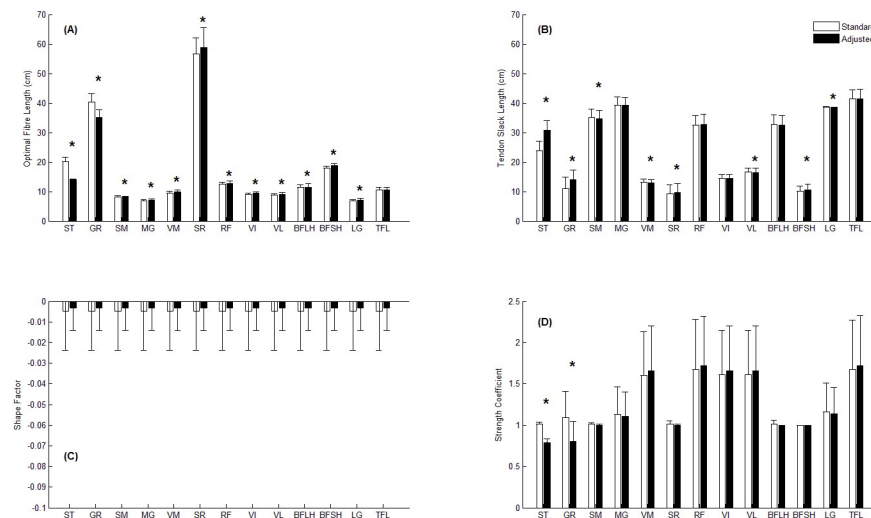 (A)
Optimal Fibre Length (cm)
70
60
50
40
30
20
10
0
* * * * * * * * * * * *
ST GR SM MG VM SR RF VI VL BFLH BFSH LG TFL
(B)
Standard
Adjusted
Tendon Slack Length (cm)
70
60
50
40
30
20
10
0
* * * * * * * *
ST GR SM MG VM SR RF VI VL BFLH BFSH LG TFL
(C)
Shape Factor
0
-0.01
-0.02
-0.03
-0.04
-0.05
-0.06
-0.07
-0.08
-0.09
-0.1
ST GR SM MG VM SR RF VI VL BFLH BFSH LG TFL
(D)
Strength Coefficient
2.5
2
1.5
1
0.5
0
* *
ST GR SM MG VM SR RF VI VL BFLH BFSH LG TFL